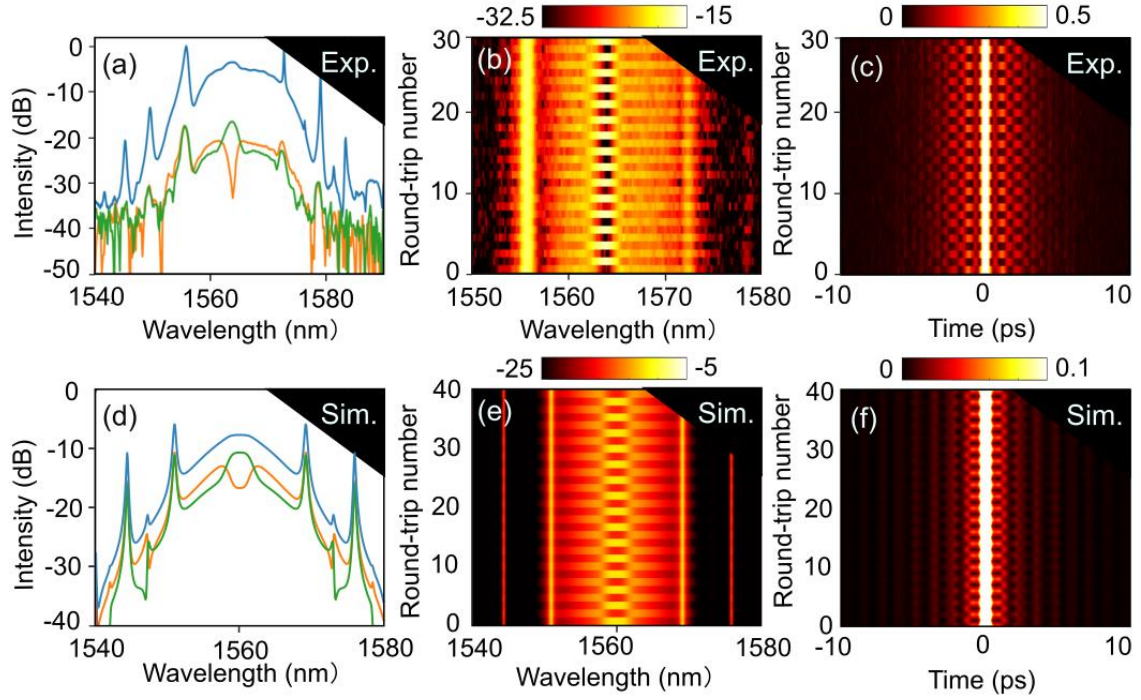 -32.5 -15 0 0.5
(a) Exp. (b) Exp. (c)
0 -10 -20 -30 -40 -50
Intensity (dB)
1540 1560 1580
Wavelength (nm)
30 20 10 0
Round-trip number
1550 1560 1570 1580
Wavelength (nm)
30 20 10 0
Round-trip number
-10 0 10
Time (ps)
-25 -5 0 0.1
(d) Sim. (e) Sim. (f) Sim.
0 -10 -20 -30 -40
Intensity (dB)
1540 1560 1580
Wavelength (nm)
40 30 20 10 0
Round-trip number
1540 1560 1580
Wavelength (nm)
40 30 20 10 0
Round-trip number
-10 0 10
Time (ps)